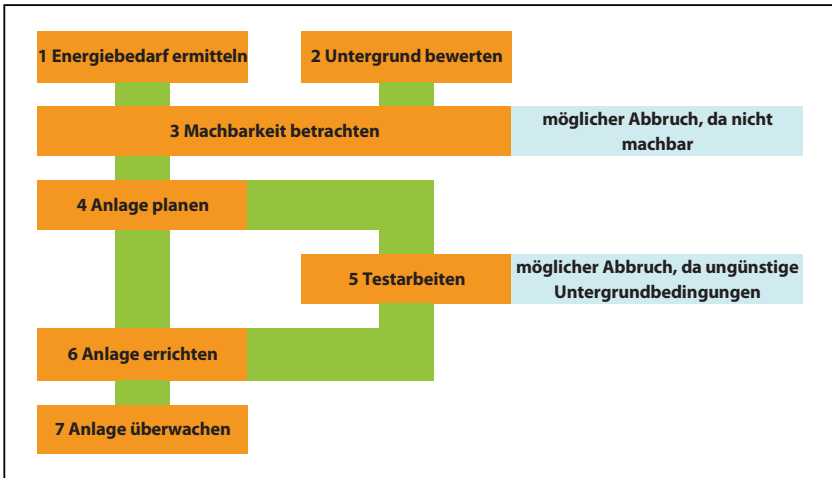 1 Energiebedarf ermitteln
2 Untergrund bewerten
3 Machbarkeit betrachten
möglicher Abbruch, da nicht
machbar
4 Anlage planen
5 Testarbeiten
möglicher Abbruch, da ungünstige
Untergrundbedingungen
6 Anlage errichten
7 Anlage überwachen